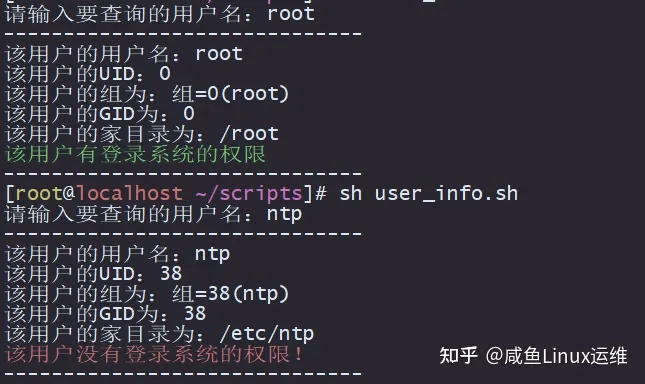 请输入要查询的用户名：root
------------------------------
该用户的用户名：root
该用户的UID：0
该用户的组为：组=0(root)
该用户的GID为：0
该用户的家目录为：/root
该用户有登录系统的权限
------------------------------
[root@localhost ~/scripts]# sh user_info.sh
请输入要查询的用户名：ntp
------------------------------
该用户的用户名：ntp
该用户的UID：38
该用户的组为：组=38(ntp)
该用户的GID为：38
该用户的家目录为：/etc/ntp
该用户没有登录系统的权限！
------------------------------
知乎 @咸鱼Linux运维